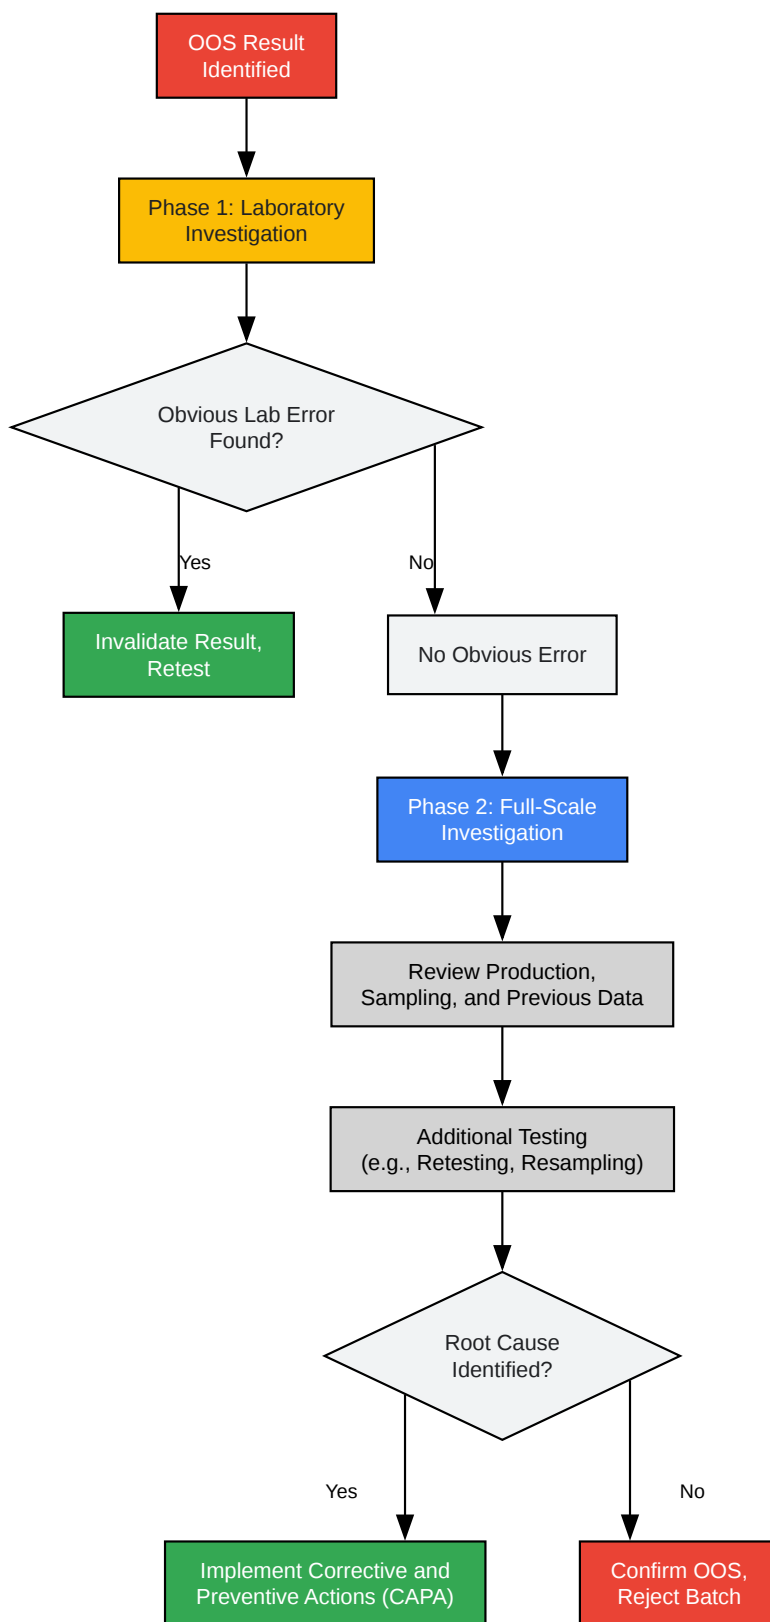 OOS Result
Identified
Phase 1: Laboratory
Investigation
Obvious Lab Error
Found?
Yes
No
Invalidate Result,
Retest
No Obvious Error
Phase 2: Full-Scale
Investigation
Review Production,
Sampling, and Previous Data
Additional Testing
(e.g., Retesting, Resampling)
Root Cause
Identified?
Yes
No
Implement Corrective and
Preventive Actions (CAPA)
Confirm OOS,
Reject Batch